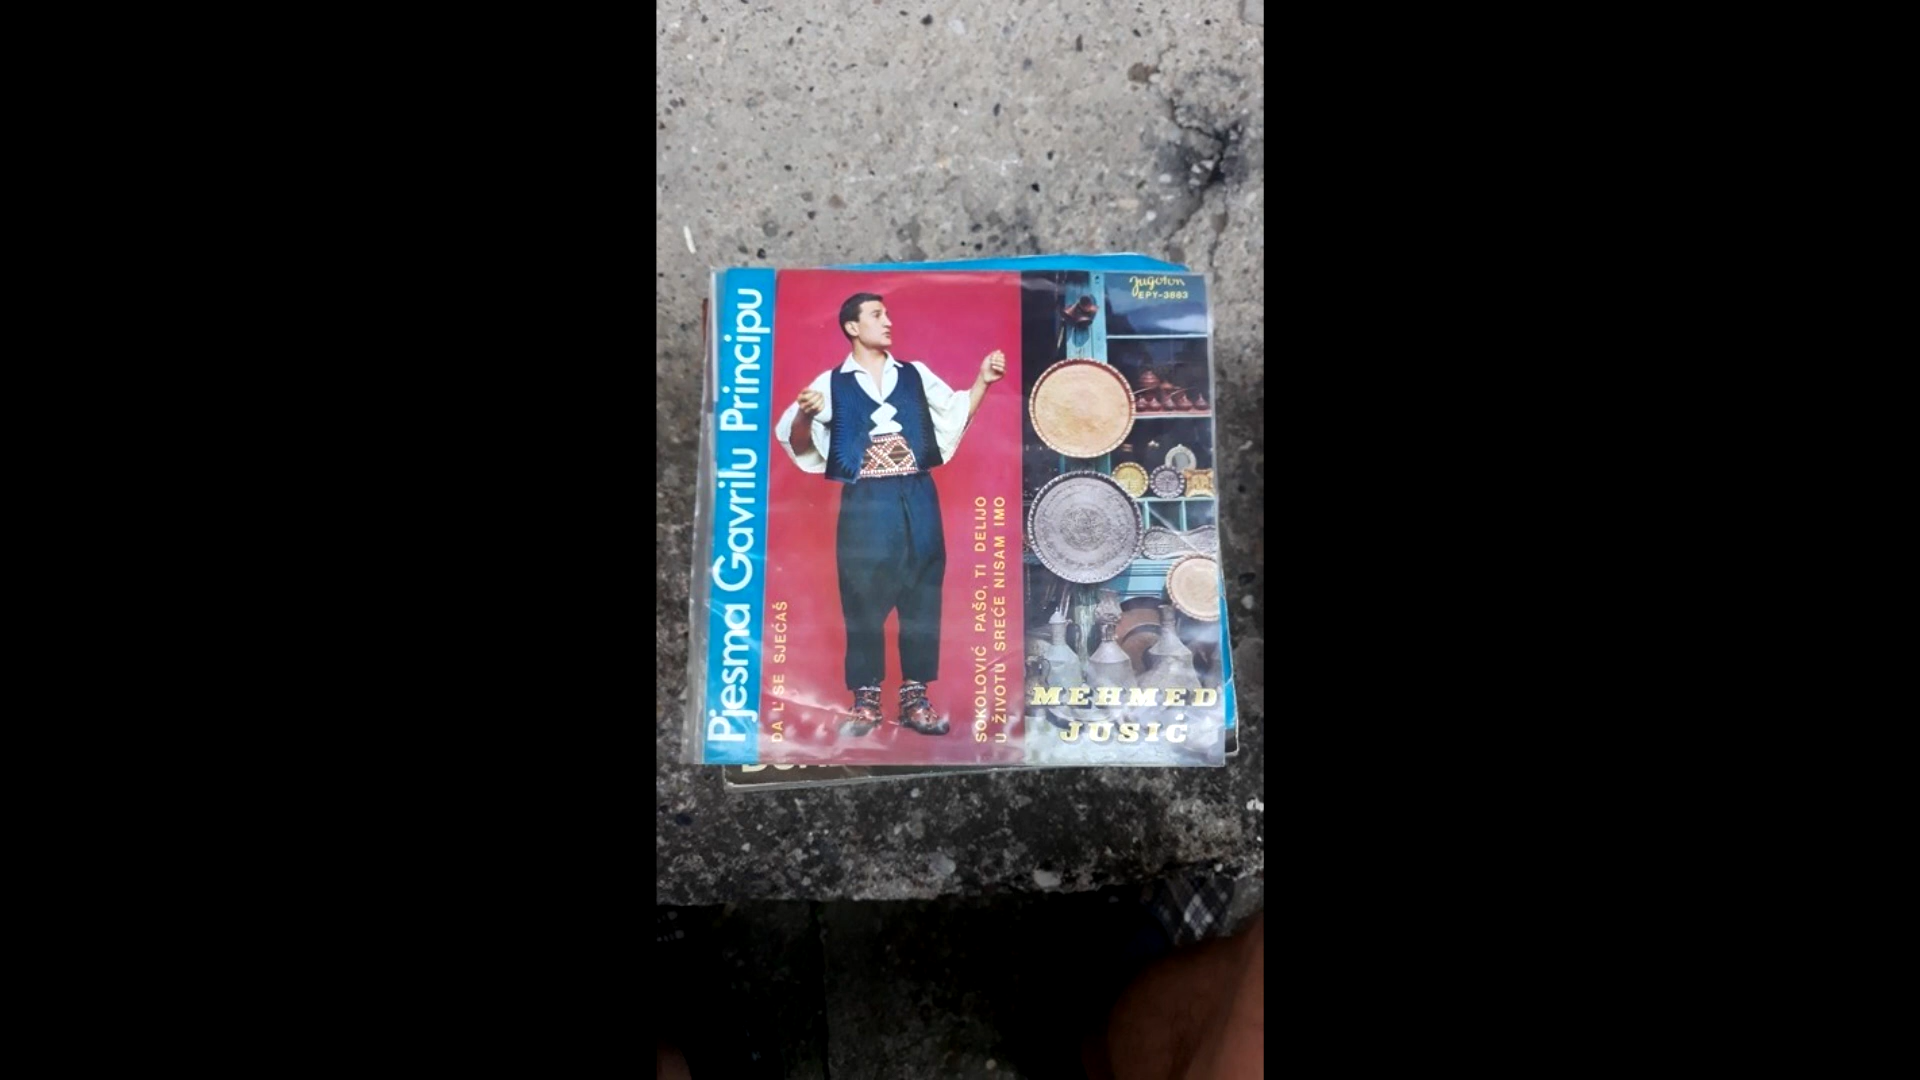 Pjesma Gavrilu Principu
DA L' SE SJEĆAŠ
SOKOLOVIĆ PAŠO, TI DELIJO
U ŽIVOTU SREĆE NISAM IMO
Jugoton
EPY-3883
MEHMED
JUSIĆ